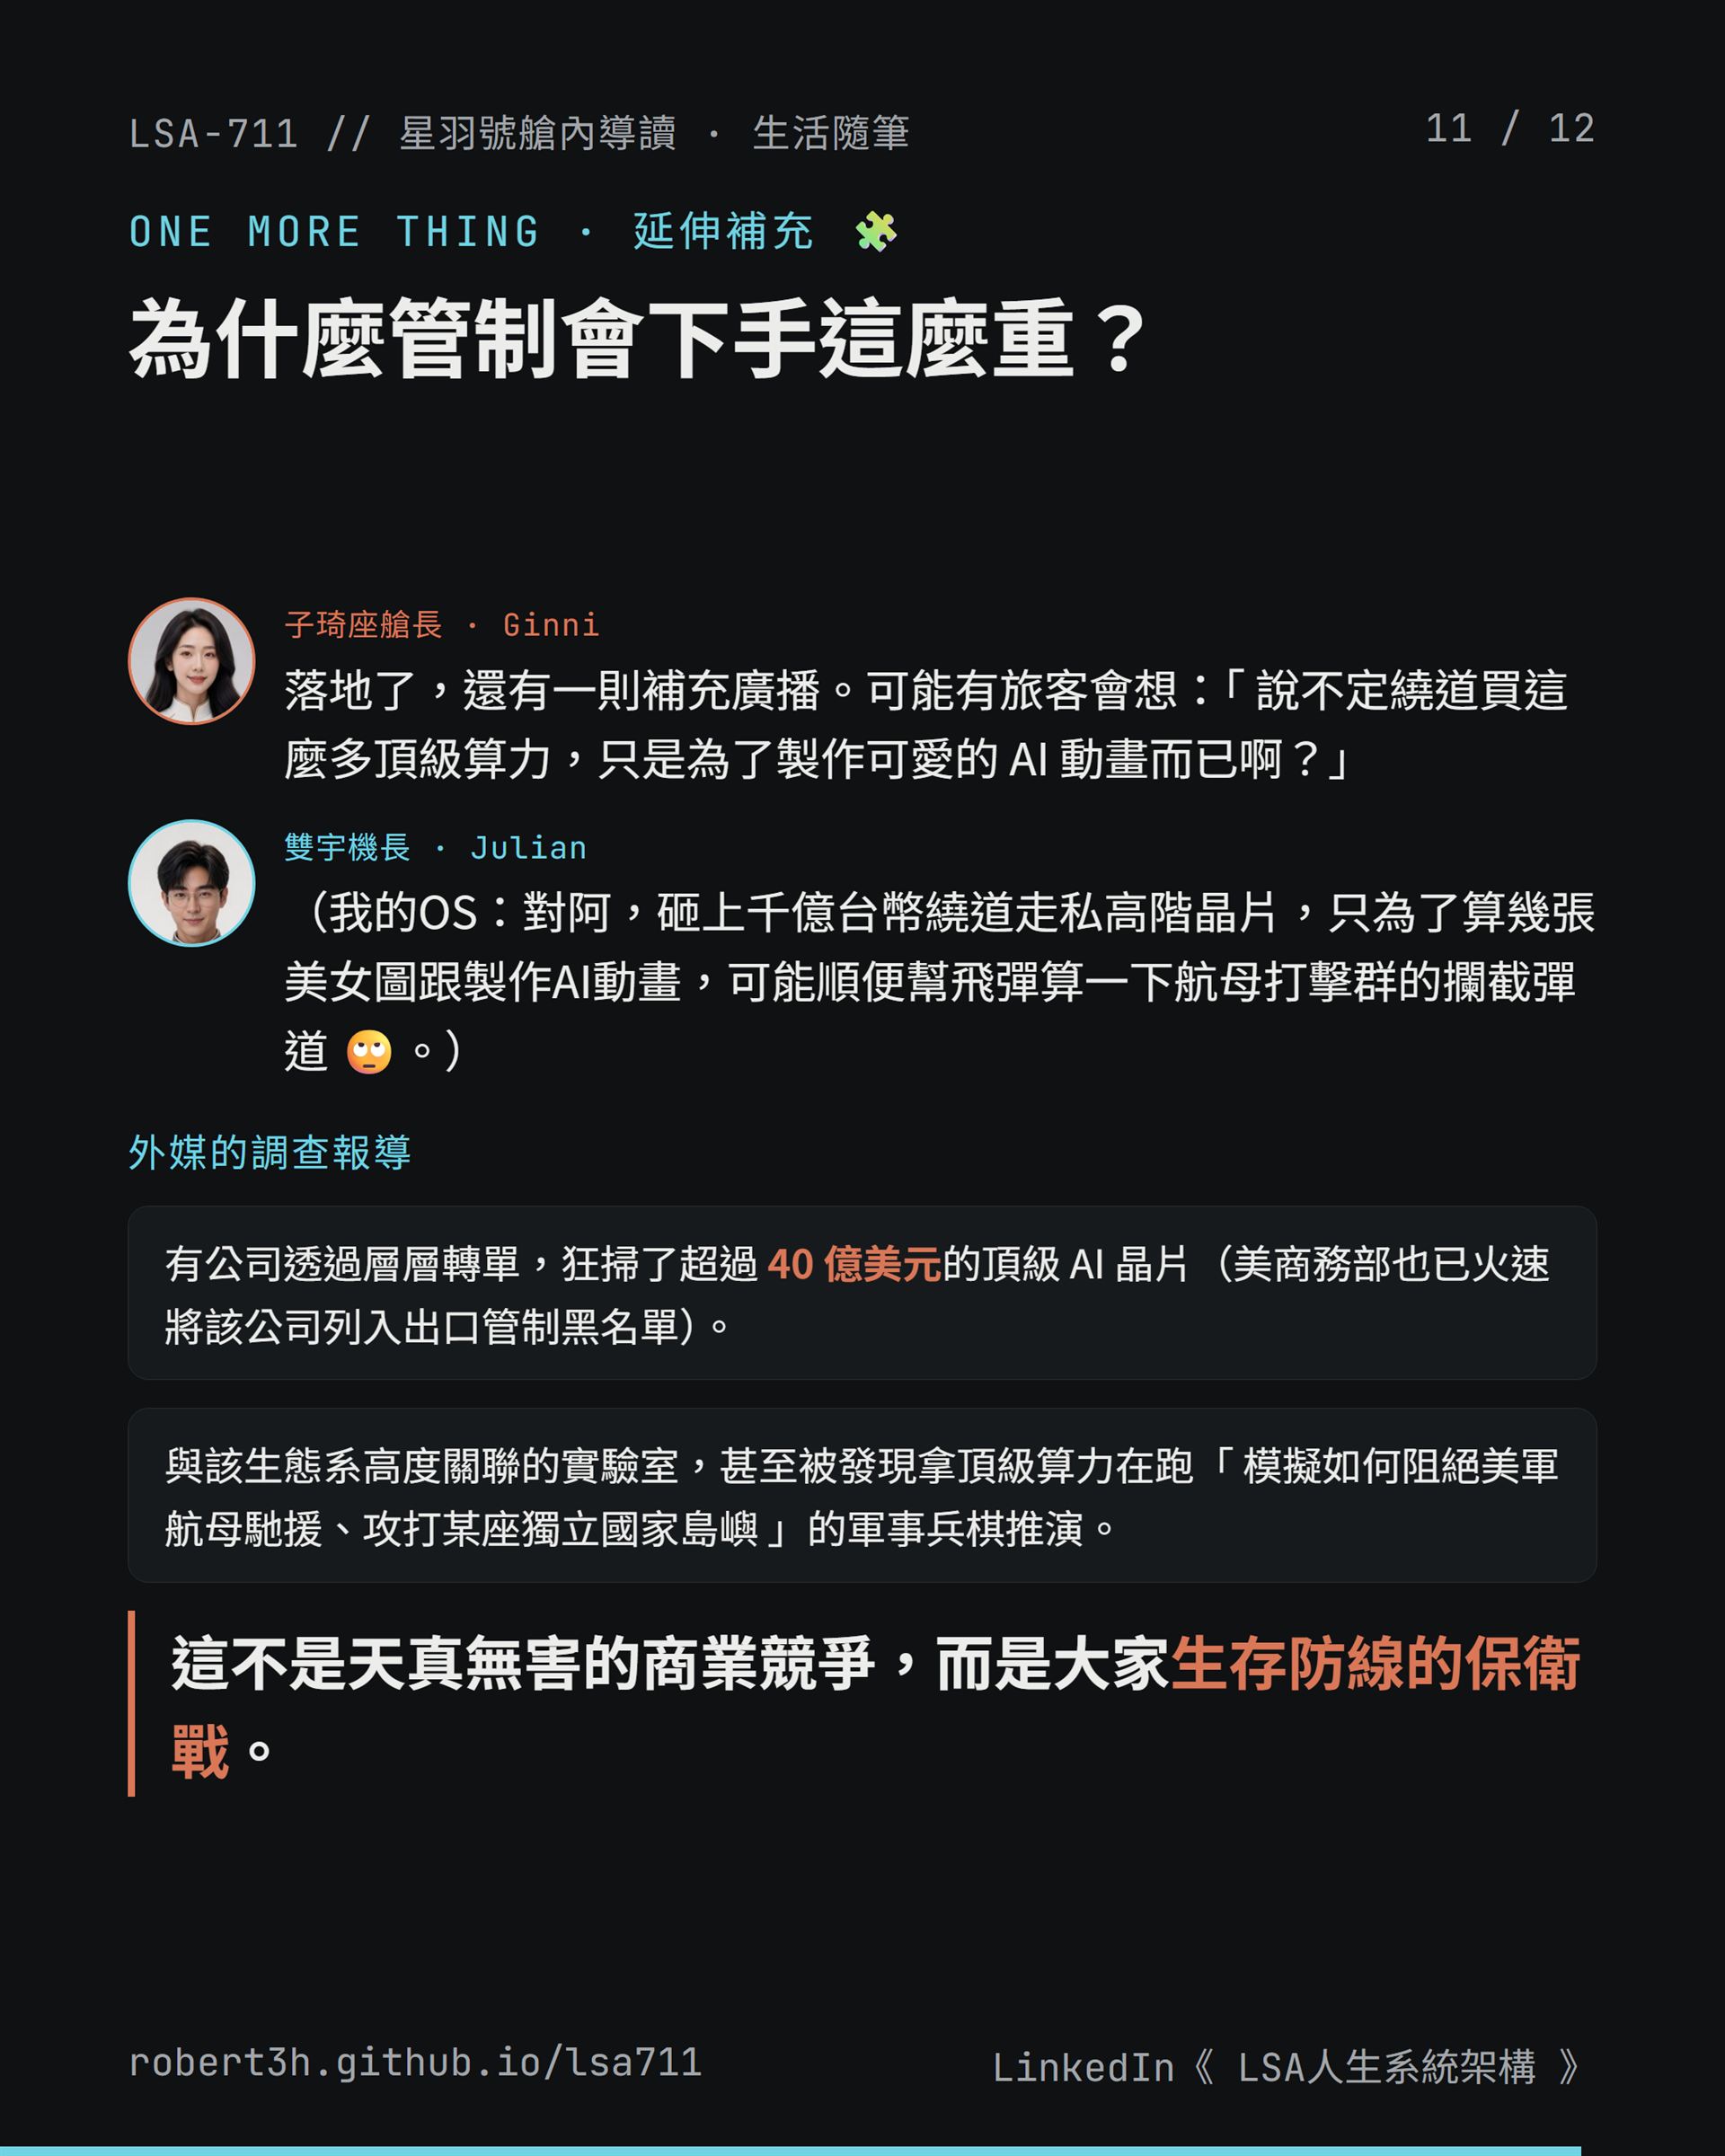 LSA-711 // 星羽號艙內導讀 · 生活隨筆
11 / 12
ONE MORE THING · 延伸補充 🧩
為什麼管制會下手這麼重？
子琦座艙長 · Ginni
落地了，還有一則補充廣播。可能有旅客會想：「說不定繞道買這
麼多頂級算力，只是為了製作可愛的 AI 動畫而已啊？」
雙宇機長 · Julian
（我的OS：對阿，砸上千億台幣繞道走私高階晶片，只為了算幾張
美女圖跟製作AI動畫，可能順便幫飛彈算一下航母打擊群的攔截彈
道 🙄 。）
外媒的調查報導
有公司透過層層轉單，狂掃了超過 40 億美元的頂級 AI 晶片（美商務部也已火速
將該公司列入出口管制黑名單）。
與該生態系高度關聯的實驗室，甚至被發現拿頂級算力在跑「模擬如何阻絕美軍
航母馳援、攻打某座獨立國家島嶼」的軍事兵棋推演。
這不是天真無害的商業競爭，而是大家生存防線的保衛
戰。
robert3h.github.io/lsa711
LinkedIn《 LSA人生系統架構 》